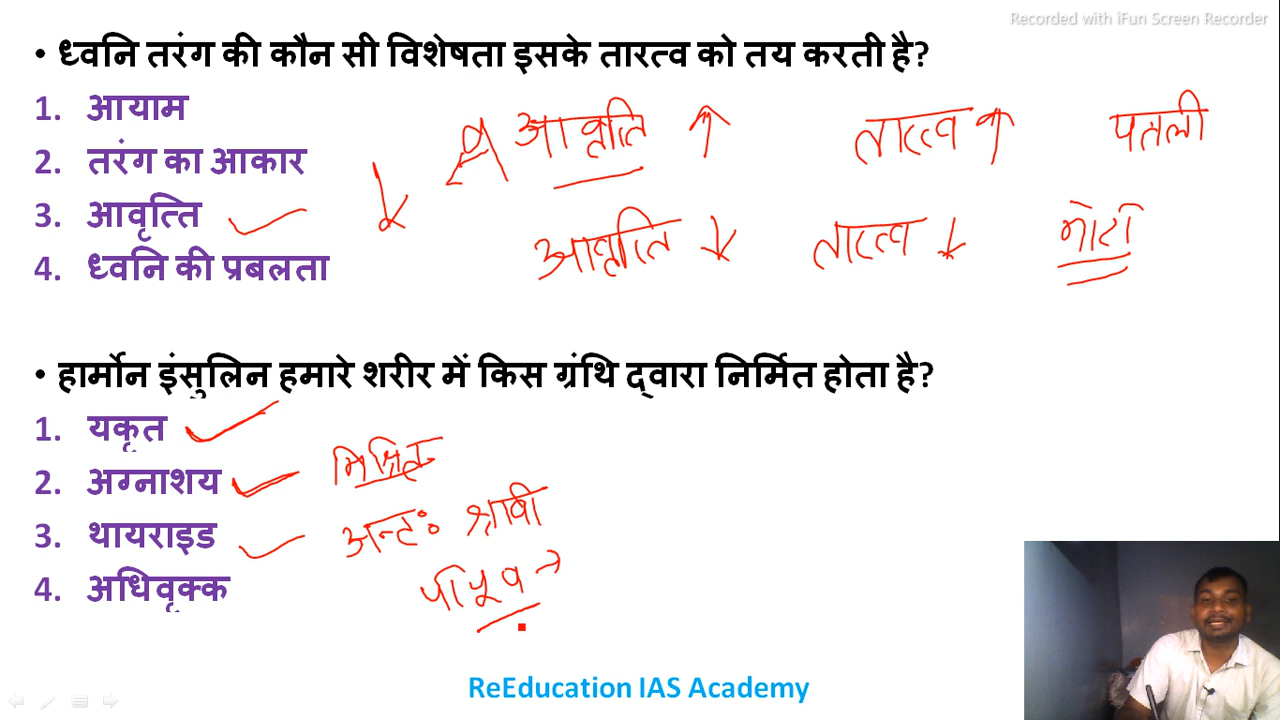 Recorded with iFun Screen Recorder
• ध्वनि तरंग की कौन सी विशेषता इसके तारत्व को तय करती है?
1. आयाम
2. तरंग का आकार
3. आवृत्ति
4. ध्वनि की प्रबलता
आवृत्ति ↑ तारत्व ↑ पतली
आवृत्ति ↓ तारत्व ↓ मोटी
• हार्मोन इंसुलिन हमारे शरीर में किस ग्रंथि द्वारा निर्मित होता है?
1. यकृत
2. अग्नाशय
3. थायराइड
4. अधिवृक्क
मिश्रित
अन्तः श्रावी
ReEducation IAS Academy